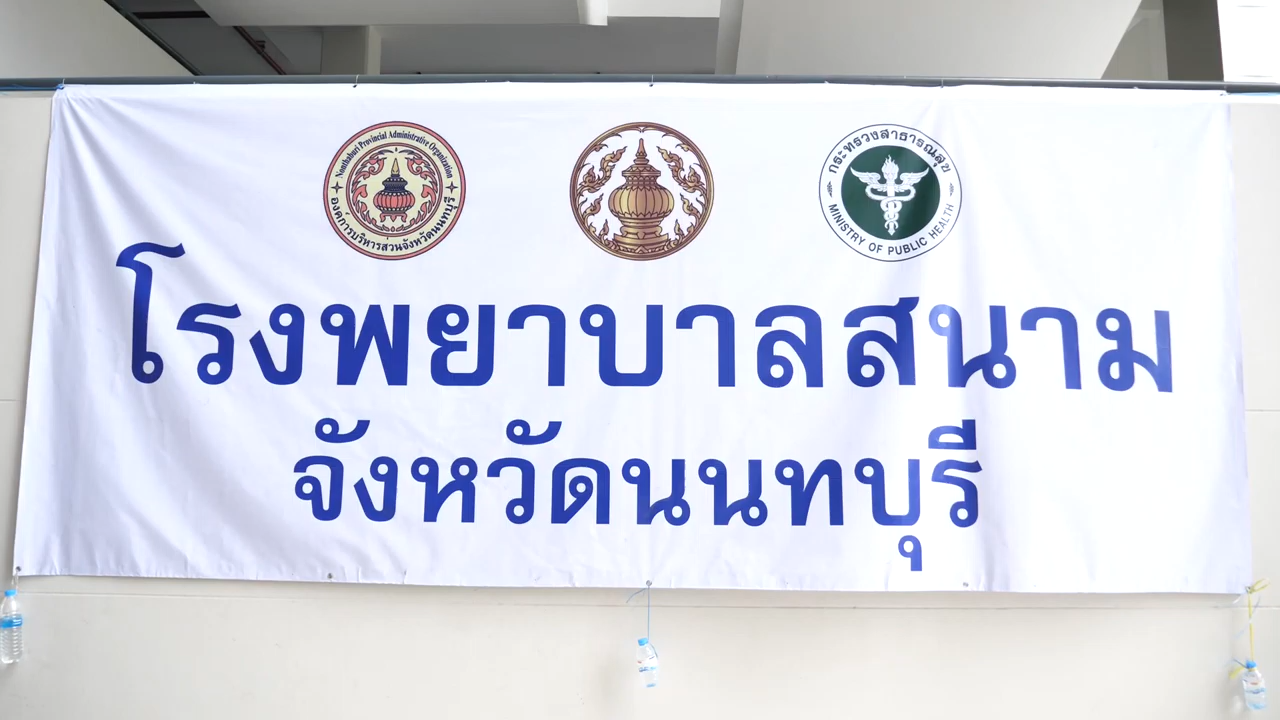 Nonthaburi Provincial Administrative Organization
องค์การบริหารส่วนจังหวัดนนทบุรี
กระทรวงสาธารณสุข
MINISTRY OF PUBLIC HEALTH
โรงพยาบาลสนาม
จังหวัดนนทบุรี